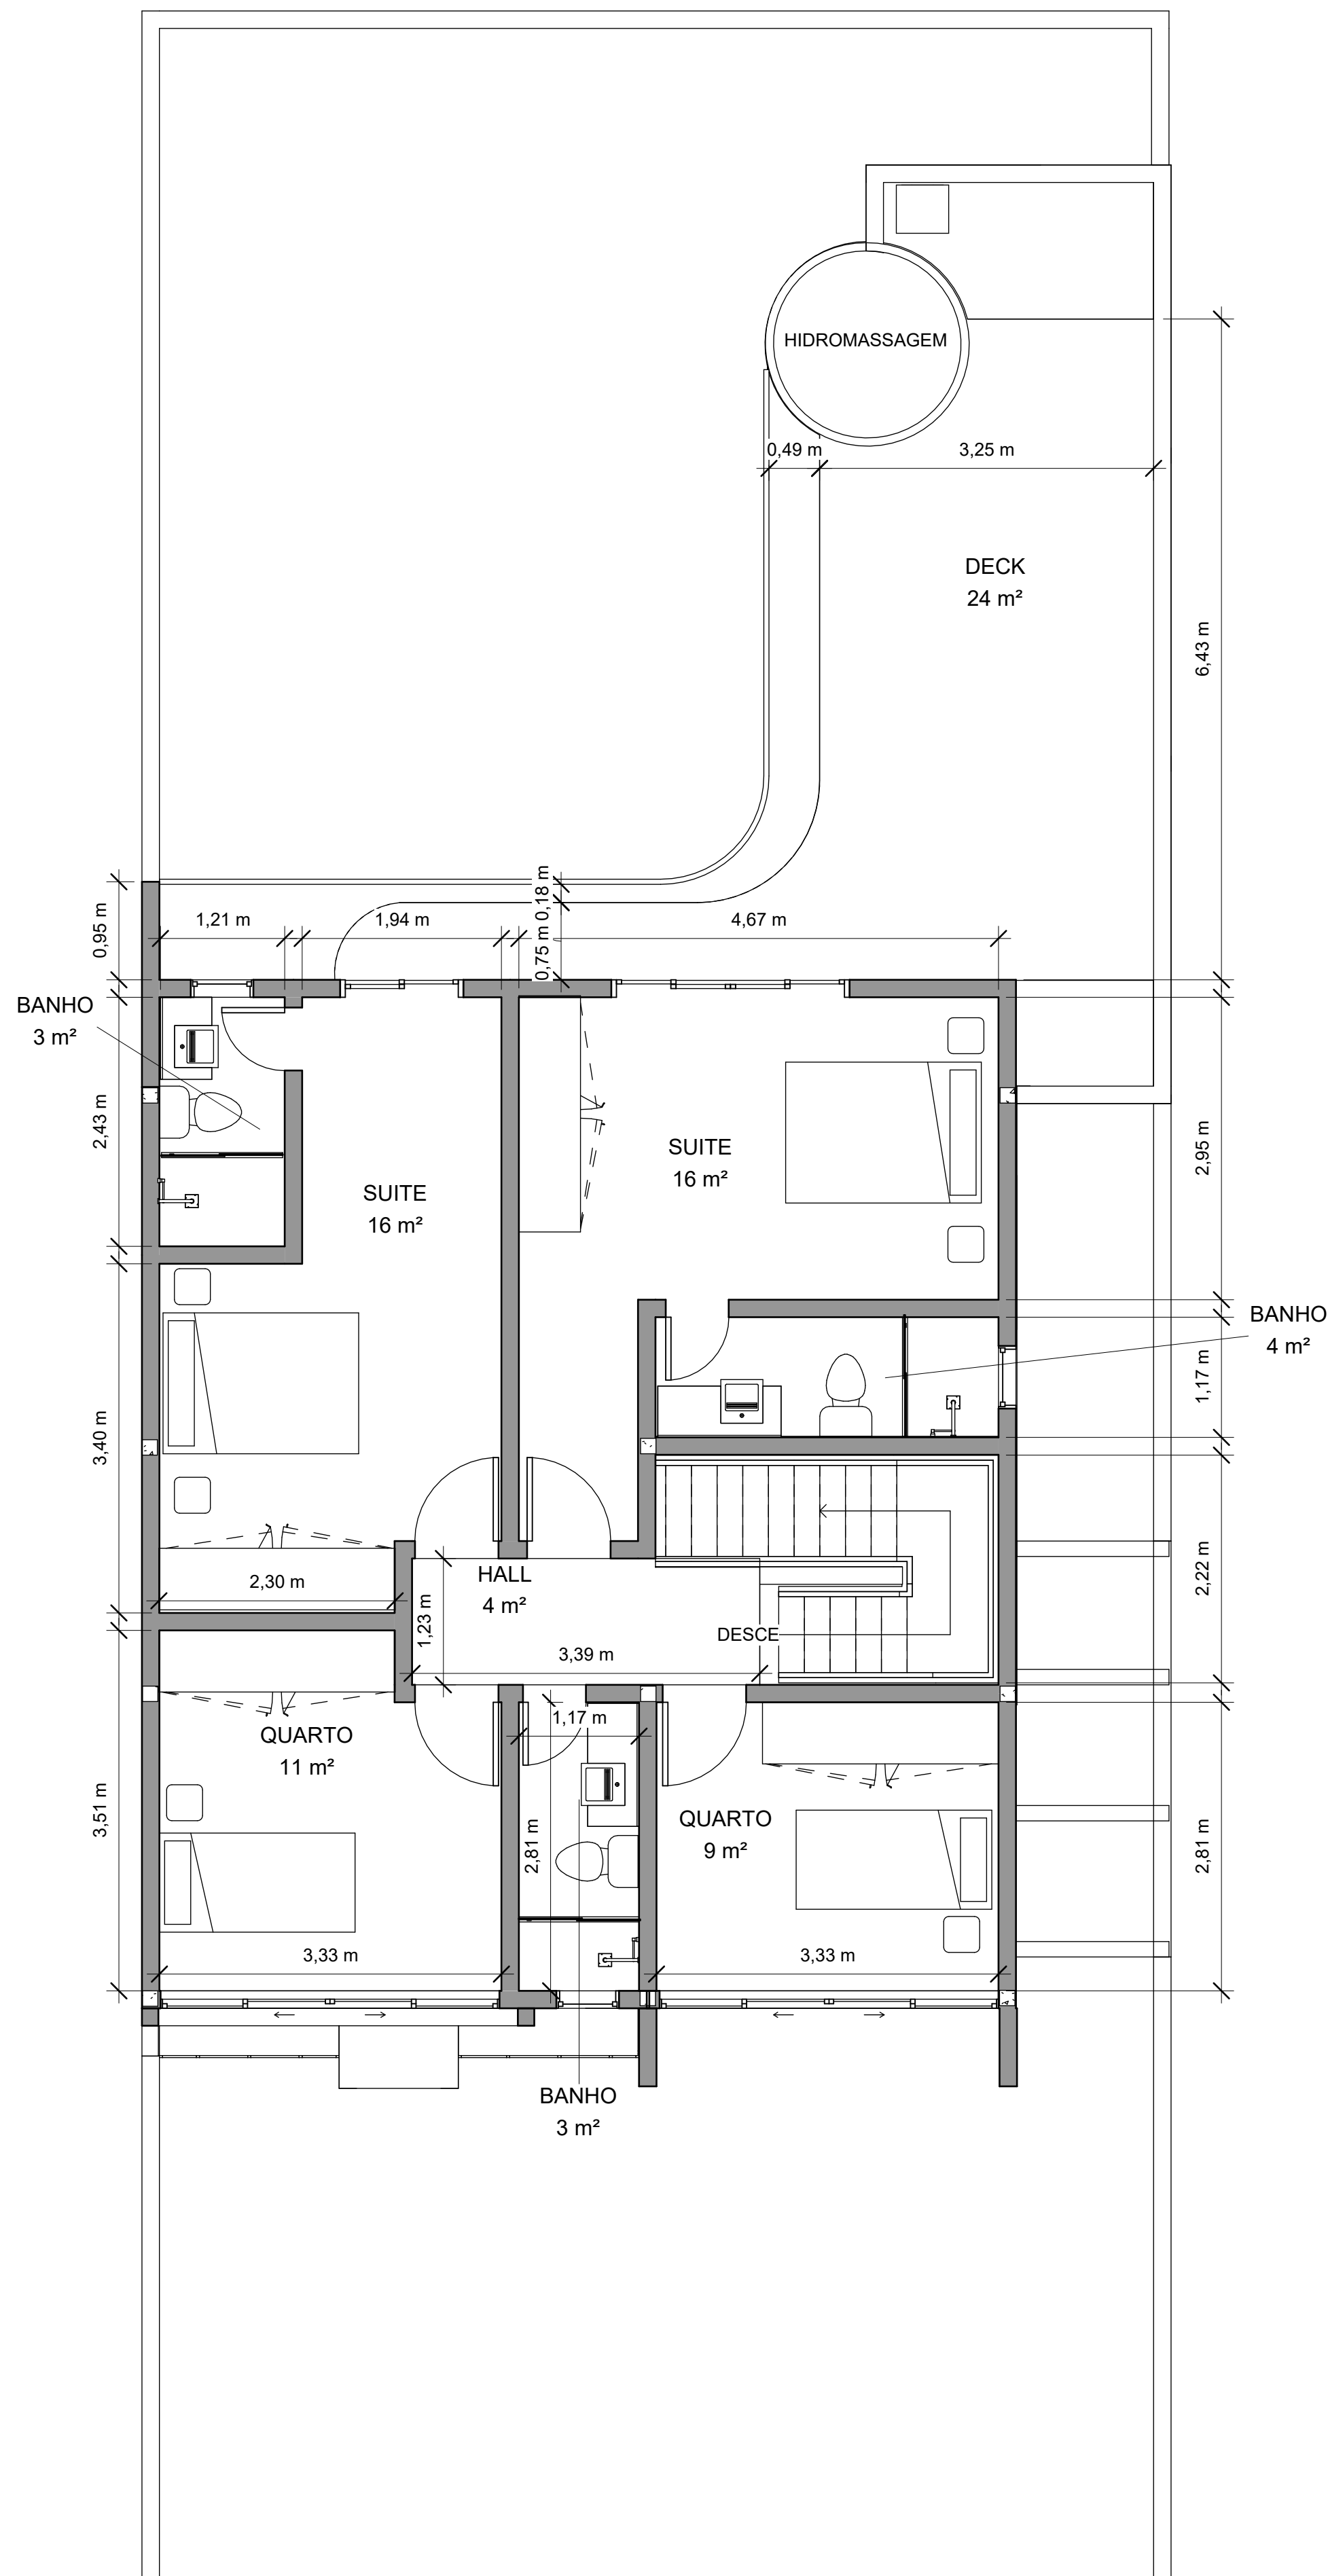 HIDROMASSAGEM
0,49 m
3,25 m
DECK
24 m²
6,43 m
0,95 m
1,21 m
1,94 m
0,18 m
0,75 m
4,67 m
BANHO
3 m²
2,43 m
SUITE
16 m²
SUITE
16 m²
2,95 m
BANHO
4 m²
1,17 m
3,40 m
2,30 m
HALL
4 m²
1,23 m
3,39 m
DESCE
2,22 m
QUARTO
11 m²
1,17 m
3,51 m
2,81 m
QUARTO
9 m²
2,81 m
3,33 m
3,33 m
BANHO
3 m²